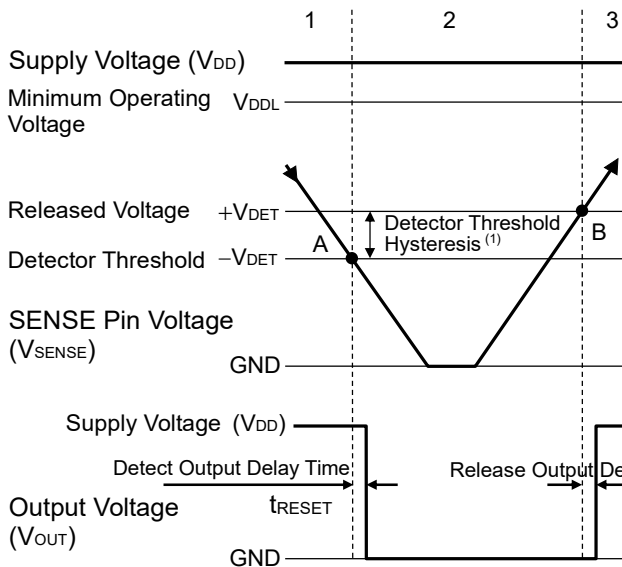 1 2 3
Supply Voltage (VDD)
Minimum Operating
Voltage
VDDL
Released Voltage +VDET
Detector Threshold
Hysteresis (1)
A
B
Detector Threshold −VDET
SENSE Pin Voltage
(VSENSE)
GND
Supply Voltage (VDD)
Detect Output Delay Time
Release Output De
tRESET
Output Voltage
(VOUT)
GND